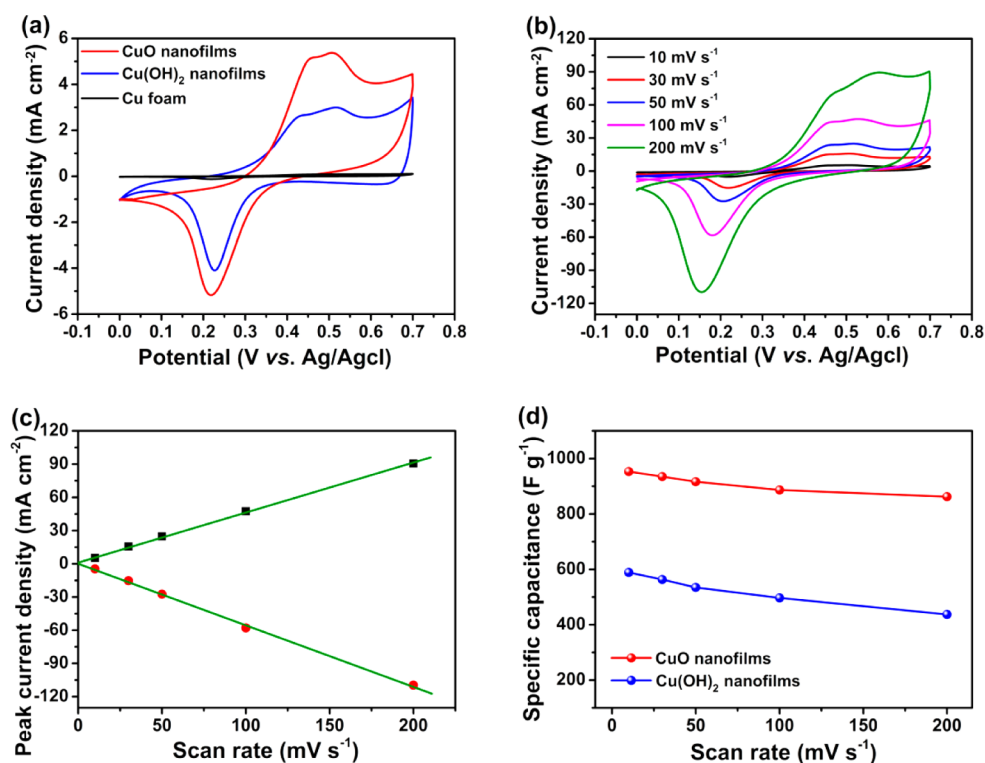 (a)
CuO nanofilms
Cu(OH)₂ nanofilms
Cu foam
6
4
2
0
-2
-4
-6
-0.1 0.0 0.1 0.2 0.3 0.4 0.5 0.6 0.7 0.8
Current density (mA cm⁻²)
Potential (V vs. Ag/Agcl)
(b)
10 mV s⁻¹
30 mV s⁻¹
50 mV s⁻¹
100 mV s⁻¹
200 mV s⁻¹
120
90
60
30
0
-30
-60
-90
-120
-0.1 0.0 0.1 0.2 0.3 0.4 0.5 0.6 0.7 0.8
Current density (mA cm⁻²)
Potential (V vs. Ag/Agcl)
(c)
120
90
60
30
0
-30
-60
-90
-120
0 50 100 150 200
Peak current density (mA cm⁻²)
Scan rate (mV s⁻¹)
(d)
1000
800
600
400
200
CuO nanofilms
Cu(OH)₂ nanofilms
0 50 100 150 200
Specific capacitance (F g⁻¹)
Scan rate (mV s⁻¹)